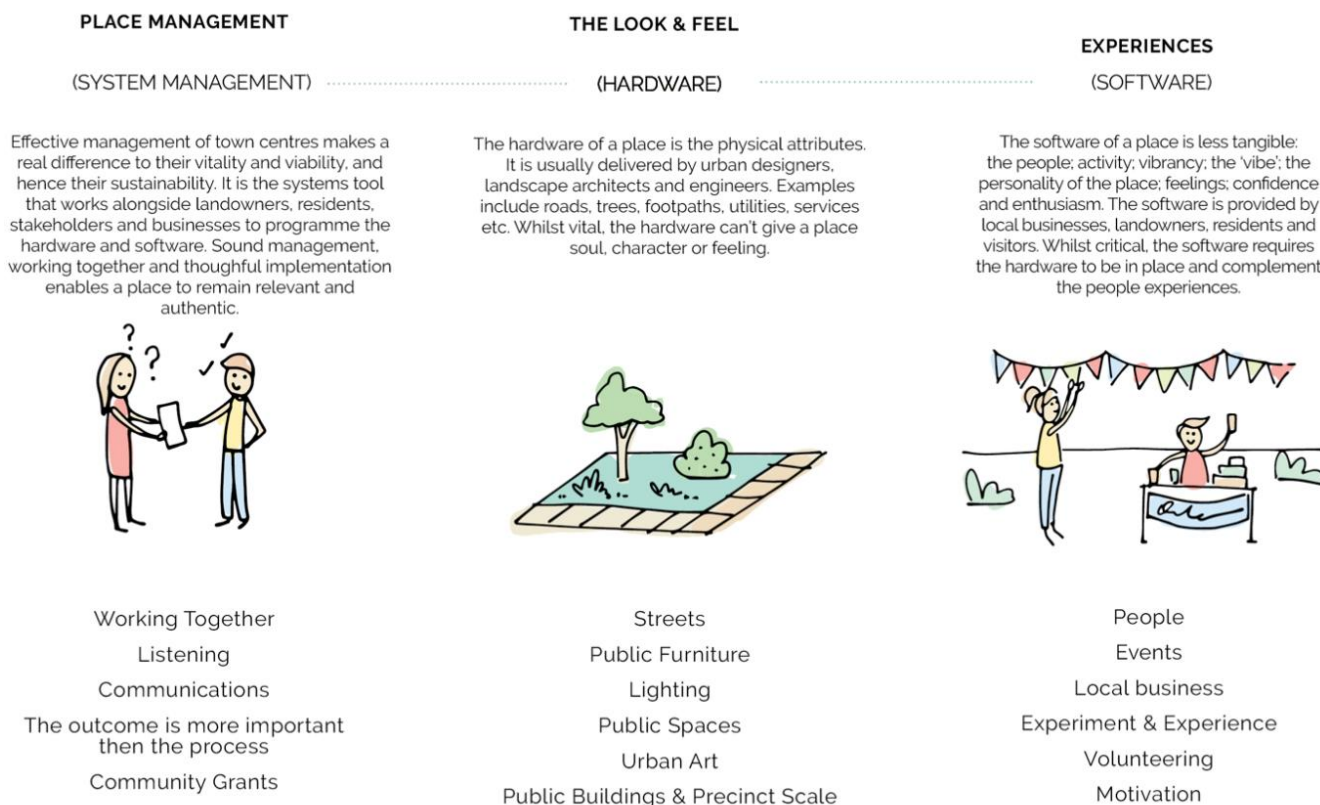 PLACE MANAGEMENT
(SYSTEM MANAGEMENT)
Effective management of town centres makes a
real difference to their vitality and viability, and
hence their sustainability. It is the systems tool
that works alongside landowners, residents,
stakeholders and businesses to programme the
hardware and software. Sound management,
working together and thoughtful implementation
enables a place to remain relevant and
authentic.
Working Together
Listening
Communications
The outcome is more important
then the process
Community Grants
THE LOOK & FEEL
(HARDWARE)
The hardware of a place is the physical attributes.
It is usually delivered by urban designers,
landscape architects and engineers. Examples
include roads, trees, footpaths, utilities, services
etc. Whilst vital, the hardware can't give a place
soul, character or feeling.
Streets
Public Furniture
Lighting
Public Spaces
Urban Art
Public Buildings & Precinct Scale
EXPERIENCES
(SOFTWARE)
The software of a place is less tangible:
the people; activity; vibrancy; the 'vibe'; the
personality of the place; feelings; confidence
and enthusiasm. The software is provided by
local businesses, landowners, residents and
visitors. Whilst critical, the software requires
the hardware to be in place and complement
the people experiences.
People
Events
Local business
Experiment & Experience
Volunteering
Motivation